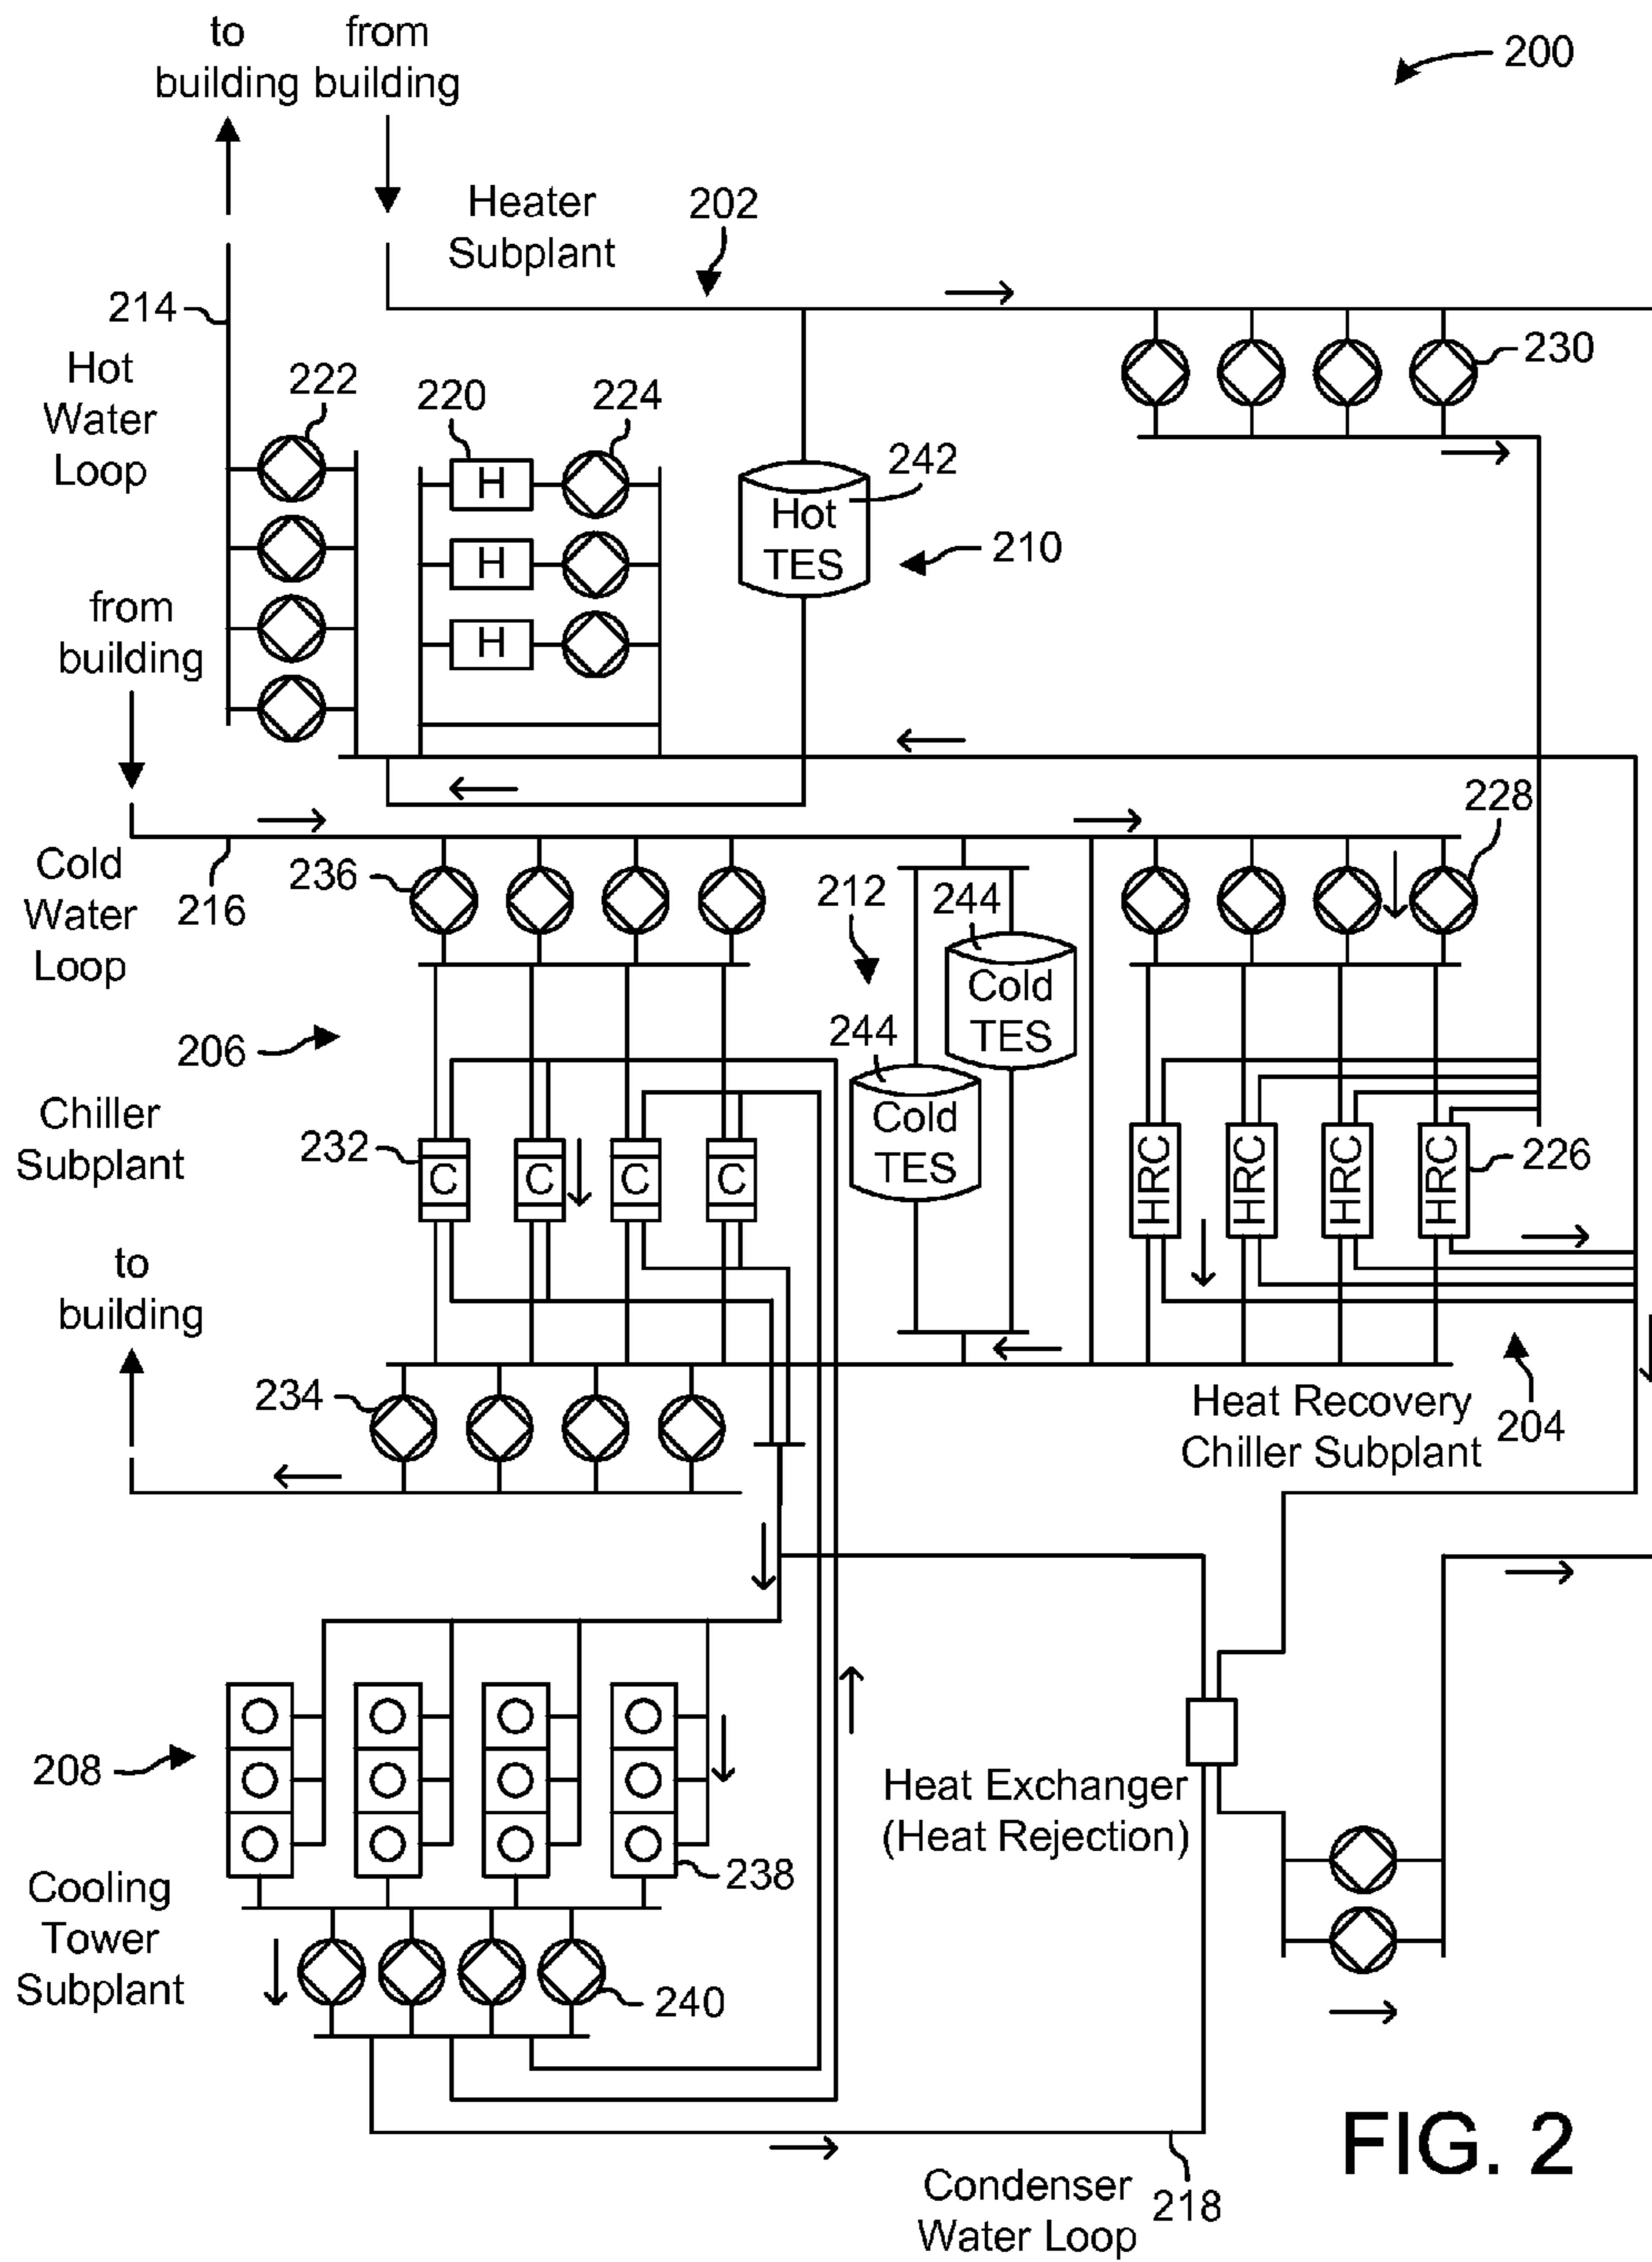 to from
building building
200
Heater
Subplant
202
214
Hot
Water
Loop
222
220
224
230
242
Hot
TES
210
H
H
H
from
building
228
Cold
Water
Loop
216
236
212
244
Cold
TES
244
Cold
TES
206
Chiller
Subplant
232
C
C
C
C
HRC
HRC
HRC
HRC
226
to
building
234
Heat Recovery
Chiller Subplant
204
208
Heat Exchanger
(Heat Rejection)
238
Cooling
Tower
Subplant
240
FIG. 2
Condenser
Water Loop
218